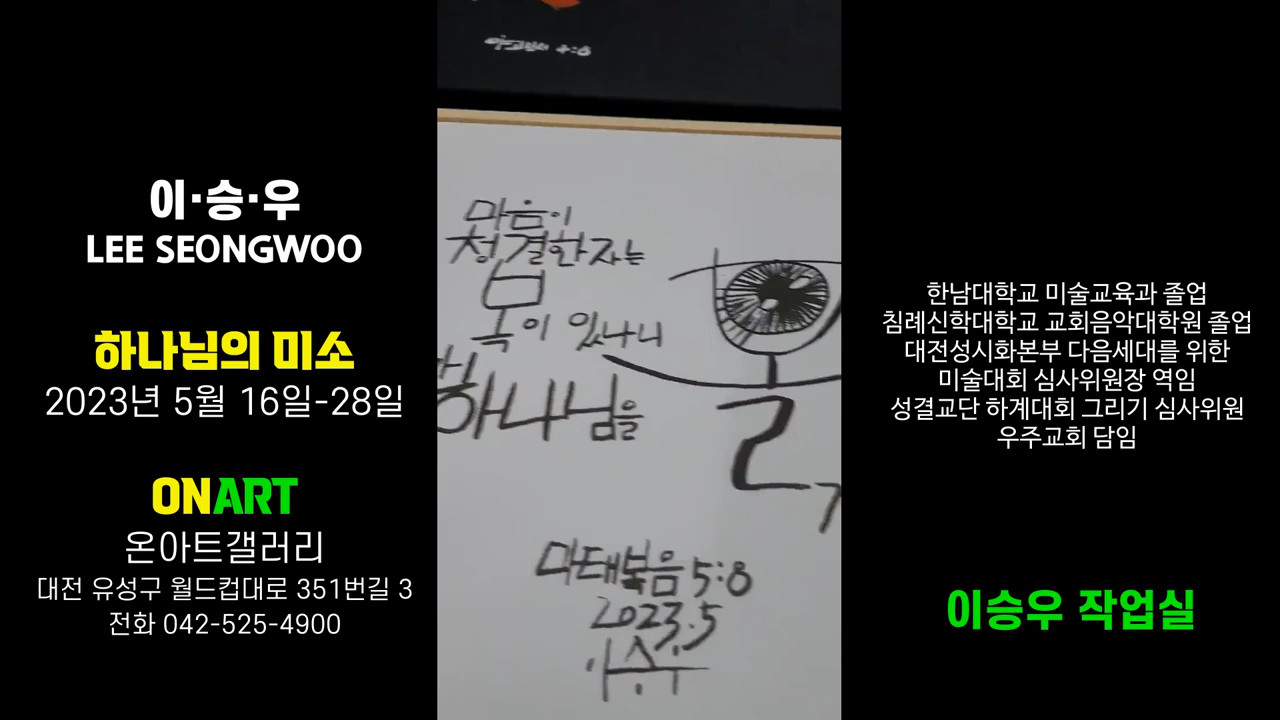 이·승·우
LEE SEONGWOO
하나님의 미소
2023년 5월 16일-28일
ONART
온아트갤러리
대전 유성구 월드컵대로 351번길 3
전화 042-525-4900
마음이
청결한자는
복이 있나니
하나님을
마태복음 5:8
2023.5
이승우
한남대학교 미술교육과 졸업
침례신학대학교 교회음악대학원 졸업
대전성시화본부 다음세대를 위한
미술대회 심사위원장 역임
성결교단 하계대회 그리기 심사위원
우주교회 담임
이승우 작업실